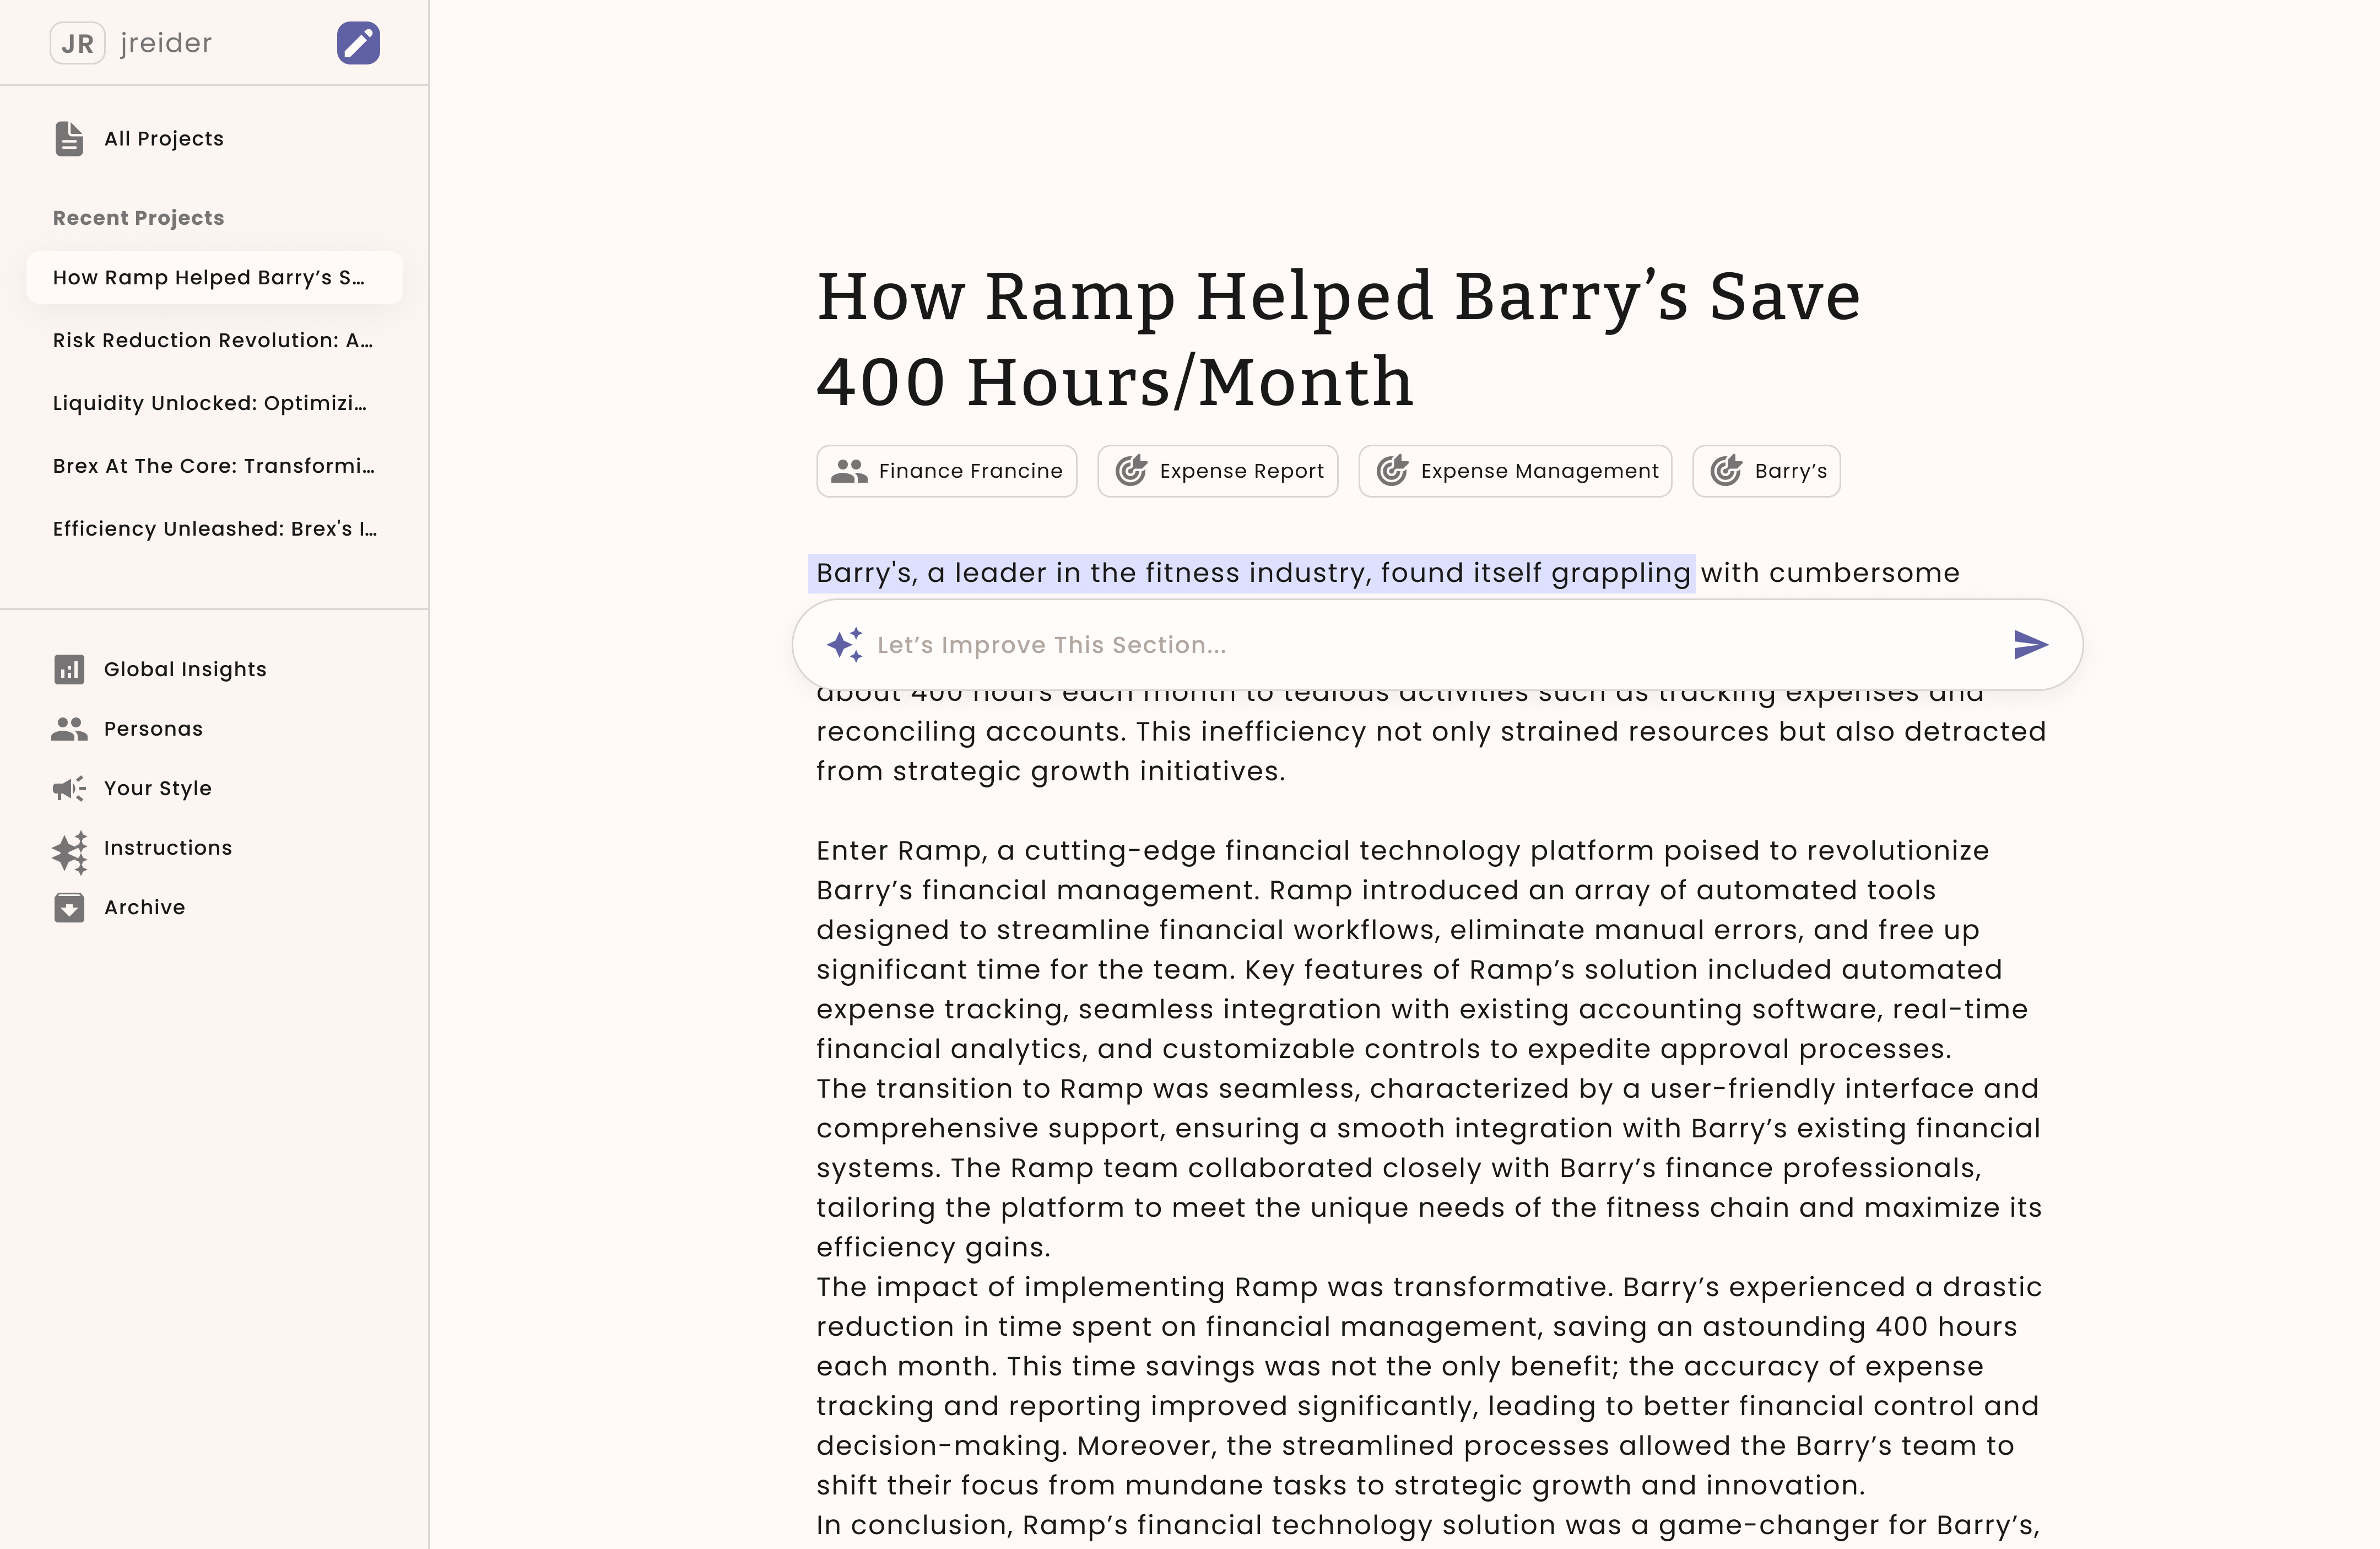 JR jreider
All Projects
Recent Projects
How Ramp Helped Barry’s S...
Risk Reduction Revolution: A...
Liquidity Unlocked: Optimizi...
Brex At The Core: Transformi...
Efficiency Unleashed: Brex's I...
Global Insights
Personas
Your Style
Instructions
Archive
How Ramp Helped Barry’s Save
400 Hours/Month
Finance Francine Expense Report Expense Management Barry’s
Barry's, a leader in the fitness industry, found itself grappling with cumbersome
Let’s Improve This Section...
about 400 hours each month to tedious activities such as tracking expenses and
reconciling accounts. This inefficiency not only strained resources but also detracted
from strategic growth initiatives.
Enter Ramp, a cutting-edge financial technology platform poised to revolutionize
Barry’s financial management. Ramp introduced an array of automated tools
designed to streamline financial workflows, eliminate manual errors, and free up
significant time for the team. Key features of Ramp’s solution included automated
expense tracking, seamless integration with existing accounting software, real-time
financial analytics, and customizable controls to expedite approval processes.
The transition to Ramp was seamless, characterized by a user-friendly interface and
comprehensive support, ensuring a smooth integration with Barry’s existing financial
systems. The Ramp team collaborated closely with Barry’s finance professionals,
tailoring the platform to meet the unique needs of the fitness chain and maximize its
efficiency gains.
The impact of implementing Ramp was transformative. Barry’s experienced a drastic
reduction in time spent on financial management, saving an astounding 400 hours
each month. This time savings was not the only benefit; the accuracy of expense
tracking and reporting improved significantly, leading to better financial control and
decision-making. Moreover, the streamlined processes allowed the Barry’s team to
shift their focus from mundane tasks to strategic growth and innovation.
In conclusion, Ramp’s financial technology solution was a game-changer for Barry’s,